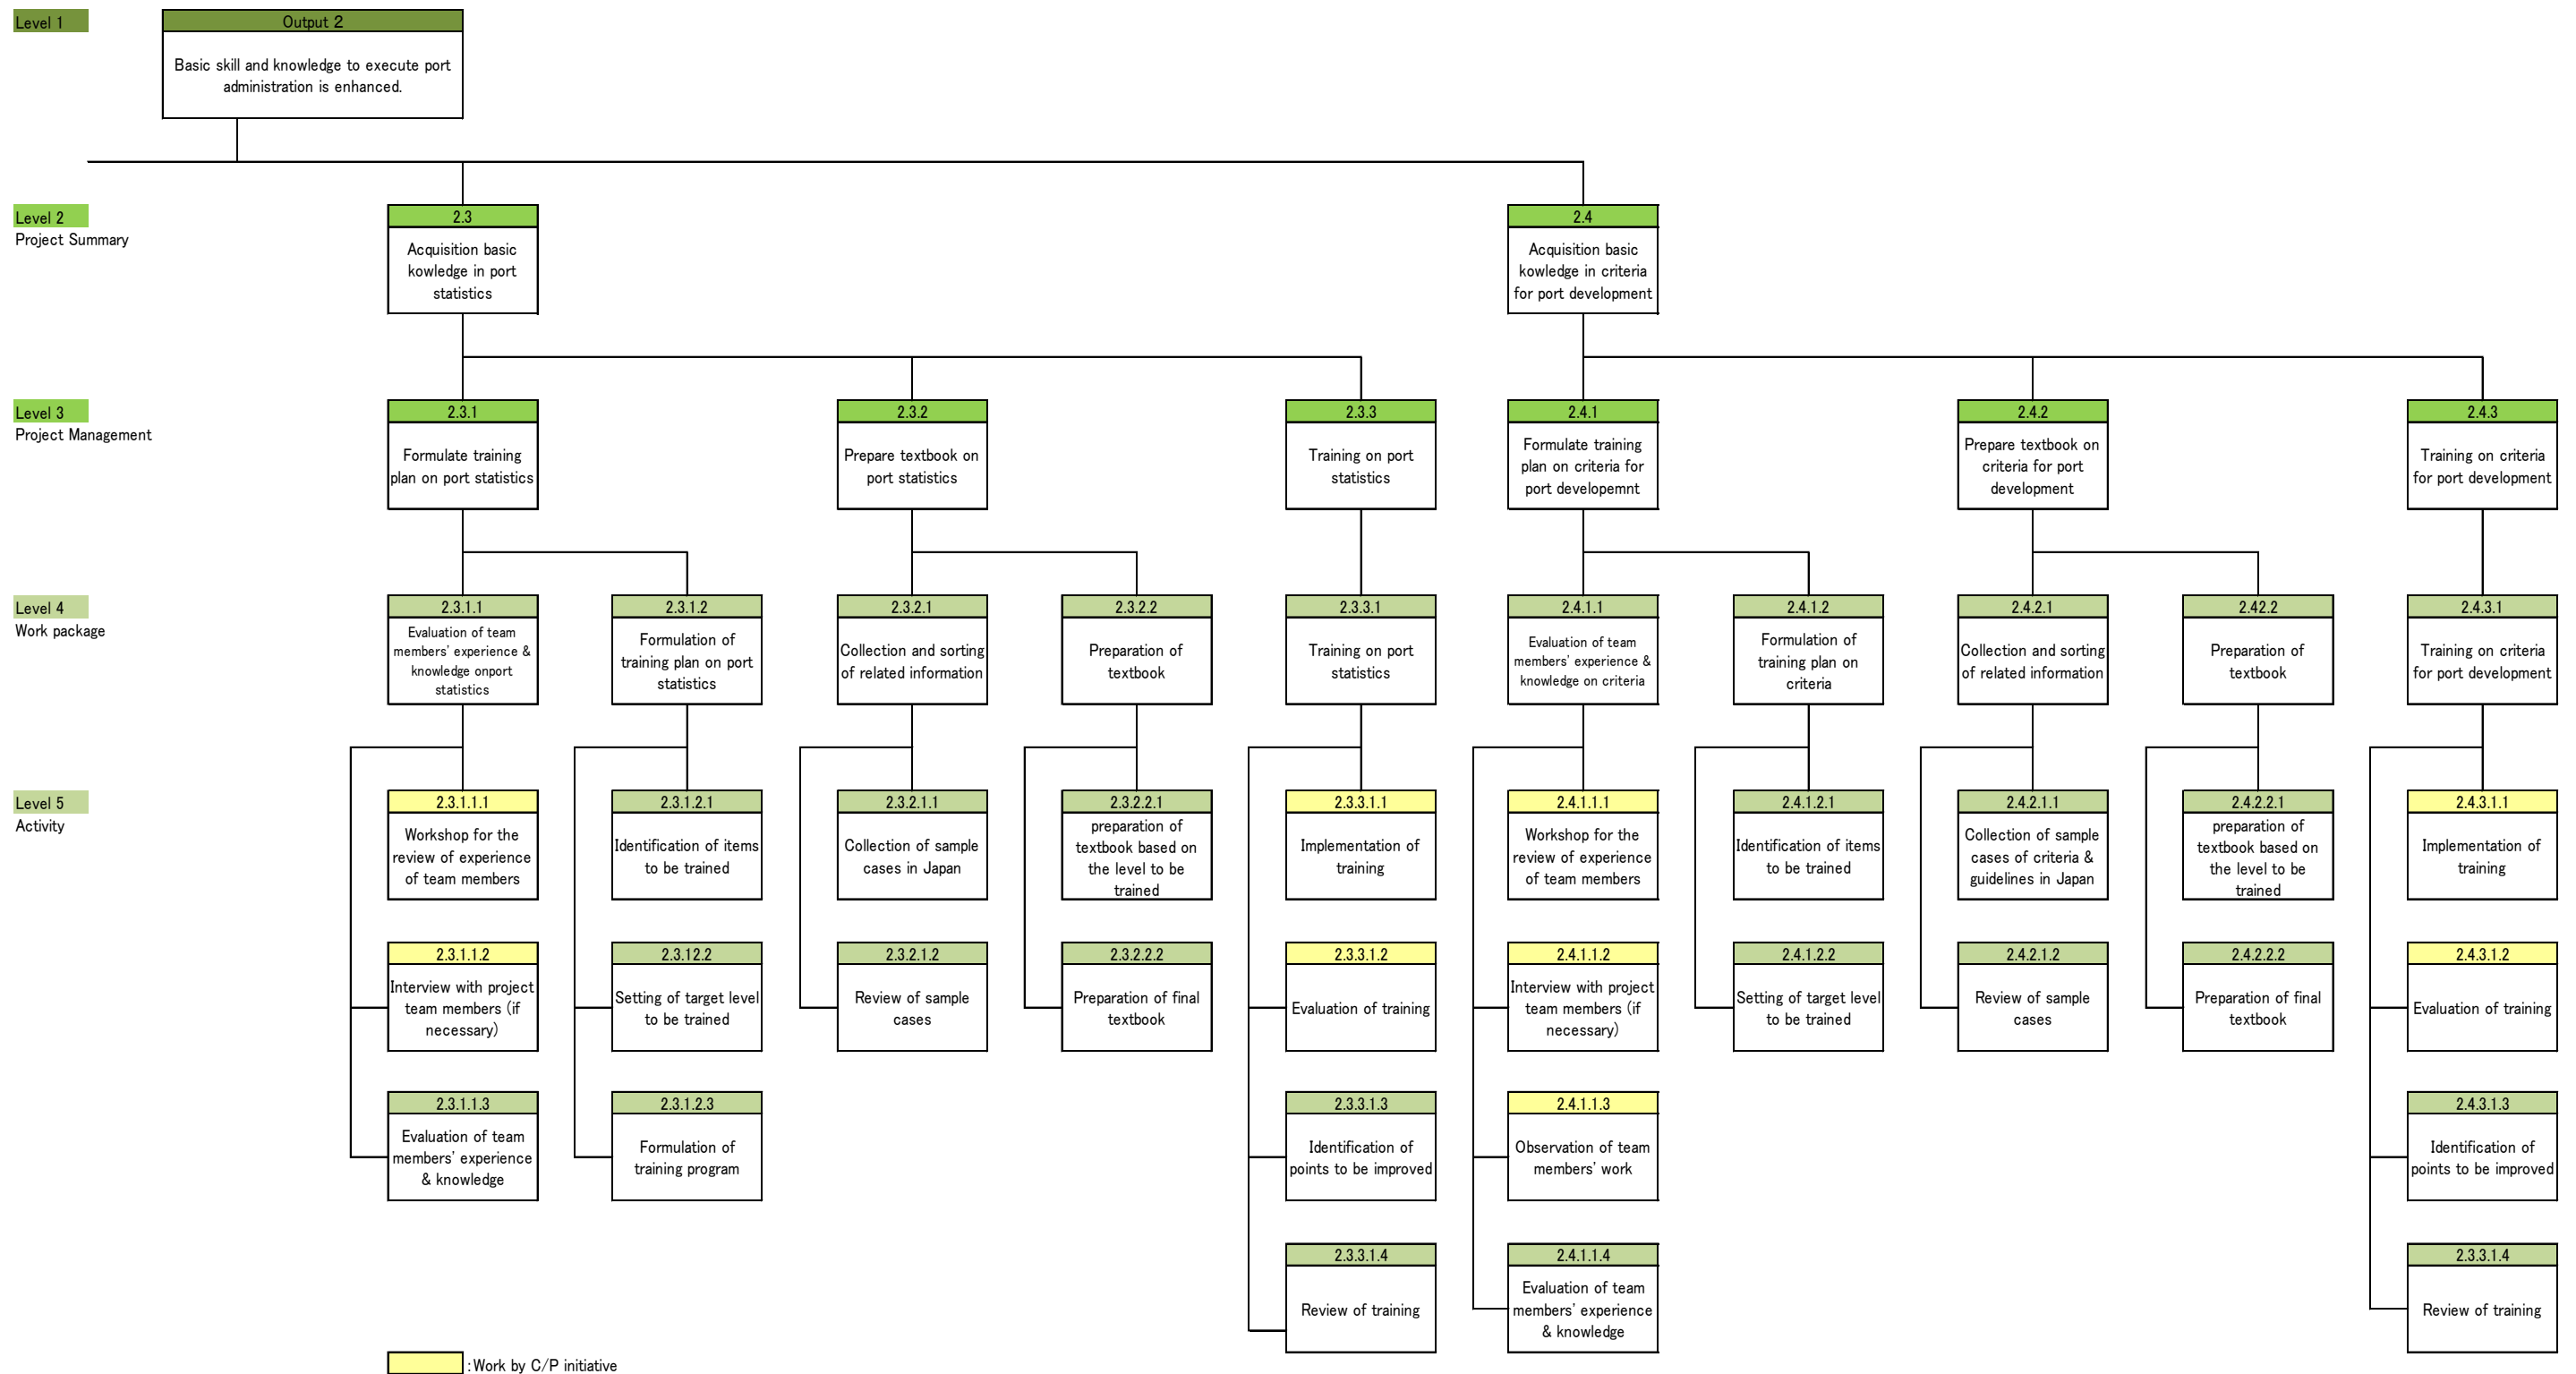 Level 1
Output 2
Basic skill and knowledge to execute port
administration is enhanced.
Level 2
Project Summary
2.3
Acquisition basic
kowledge in port
statistics
2.4
Acquisition basic
kowledge in criteria
for port development
Level 3
Project Management
2.3.1
Formulate training
plan on port statistics
2.3.2
Prepare textbook on
port statistics
2.3.3
Training on port
statistics
2.4.1
Formulate training
plan on criteria for
port developemnt
2.4.2
Prepare textbook on
criteria for port
development
2.4.3
Training on criteria
for port development
Level 4
Work package
2.3.1.1
Evaluation of team
members' experience &
knowledge onport
statistics
2.3.1.2
Formulation of
training plan on port
statistics
2.3.2.1
Collection and sorting
of related information
2.3.2.2
Preparation of
textbook
2.3.3.1
Training on port
statistics
2.4.1.1
Evaluation of team
members' experience &
knowledge on criteria
2.4.1.2
Formulation of
training plan on
criteria
2.4.2.1
Collection and sorting
of related information
2.42.2
Preparation of
textbook
2.4.3.1
Training on criteria
for port development
Level 5
Activity
2.3.1.1.1
Workshop for the
review of experience
of team members
2.3.1.2.1
Identification of items
to be trained
2.3.2.1.1
Collection of sample
cases in Japan
2.3.2.2.1
preparation of
textbook based on
the level to be
trained
2.3.3.1.1
Implementation of
training
2.4.1.1.1
Workshop for the
review of experience
of team members
2.4.1.2.1
Identification of items
to be trained
2.4.2.1.1
Collection of sample
cases of criteria &
guidelines in Japan
2.4.2.2.1
preparation of
textbook based on
the level to be
trained
2.4.3.1.1
Implementation of
training
2.3.1.1.2
Interview with project
team members (if
necessary)
2.3.12.2
Setting of target level
to be trained
2.3.2.1.2
Review of sample
cases
2.3.2.2.2
Preparation of final
textbook
2.3.3.1.2
Evaluation of training
2.4.1.1.2
Interview with project
team members (if
necessary)
2.4.1.2.2
Setting of target level
to be trained
2.4.2.1.2
Review of sample
cases
2.4.2.2.2
Preparation of final
textbook
2.4.3.1.2
Evaluation of training
2.3.1.1.3
Evaluation of team
members' experience
& knowledge
2.3.1.2.3
Formulation of
training program
2.3.3.1.3
Identification of
points to be improved
2.4.1.1.3
Observation of team
members' work
2.4.3.1.3
Identification of
points to be improved
2.3.3.1.4
Review of training
2.4.1.1.4
Evaluation of team
members' experience
& knowledge
2.3.3.1.4
Review of training
:Work by C/P initiative